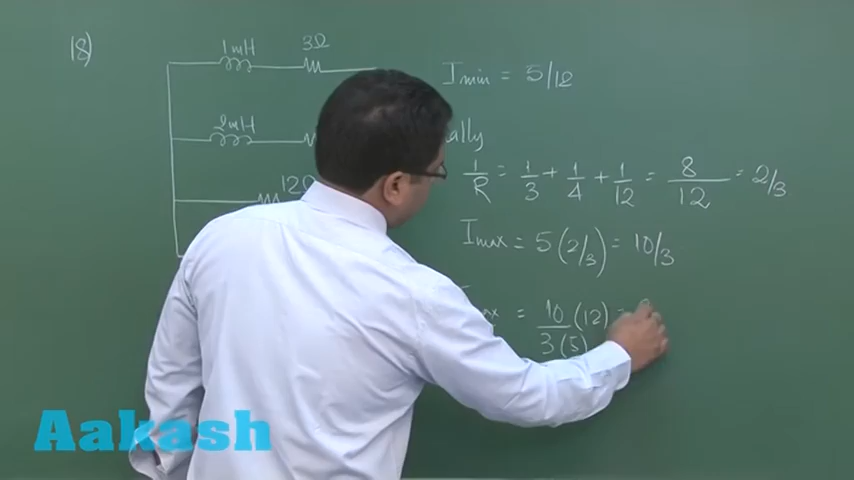 18)
1mH 3Ω
2mH
12Ω
Imin = 5/12
ally
1/R = 1/3 + 1/4 + 1/12 = 8/12 = 2/3
Imax = 5(2/3) = 10/3
ax = 10/3 (12)/(5) =
Aakash